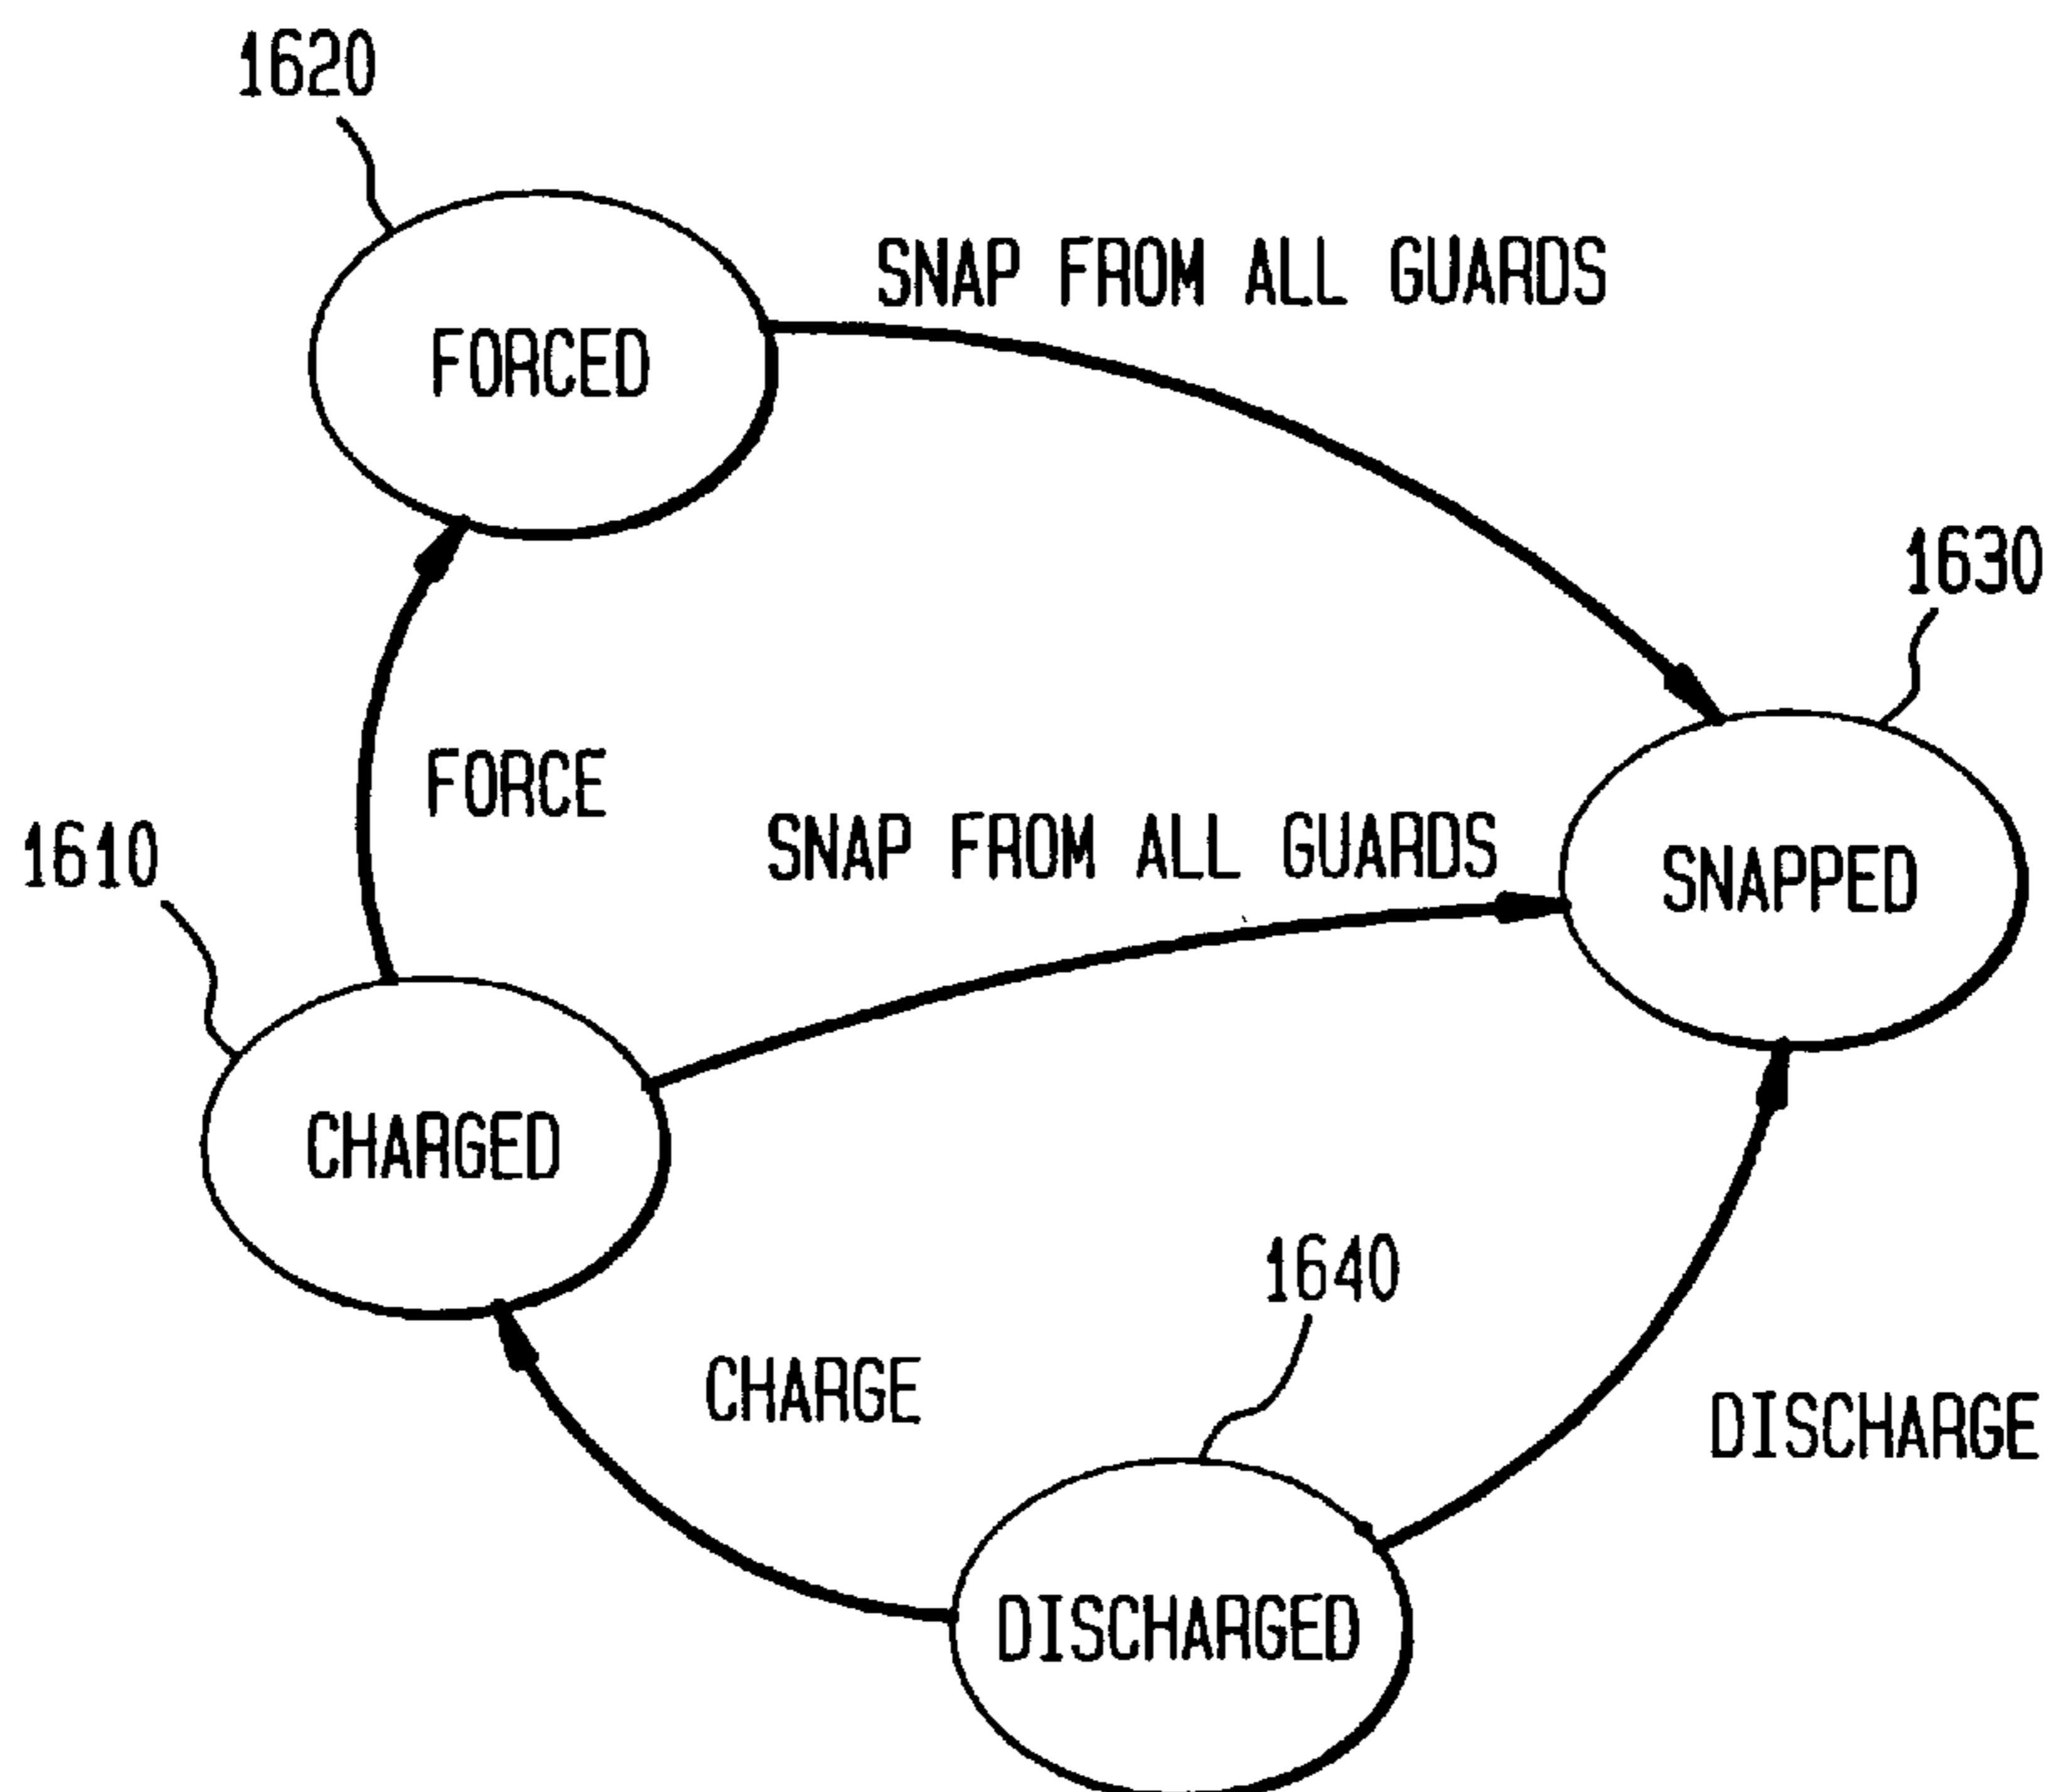 1620
SNAP FROM ALL GUARDS
FORCED
1630
FORCE
1610
SNAP FROM ALL GUARDS
SNAPPED
CHARGED
1640
CHARGE
DISCHARGE
DISCHARGED